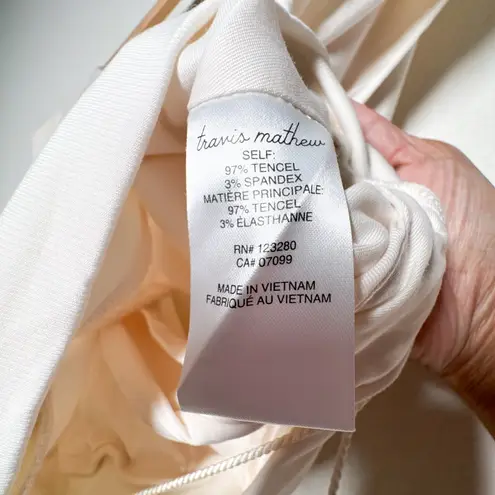 travis mathew
SELF:
97% TENCEL
3% SPANDEX
MATIÈRE PRINCIPALE:
97% TENCEL
3% ÉLASTHANNE
RN# 123280
CA# 07099
MADE IN VIETNAM
FABRIQUÉ AU VIETNAM